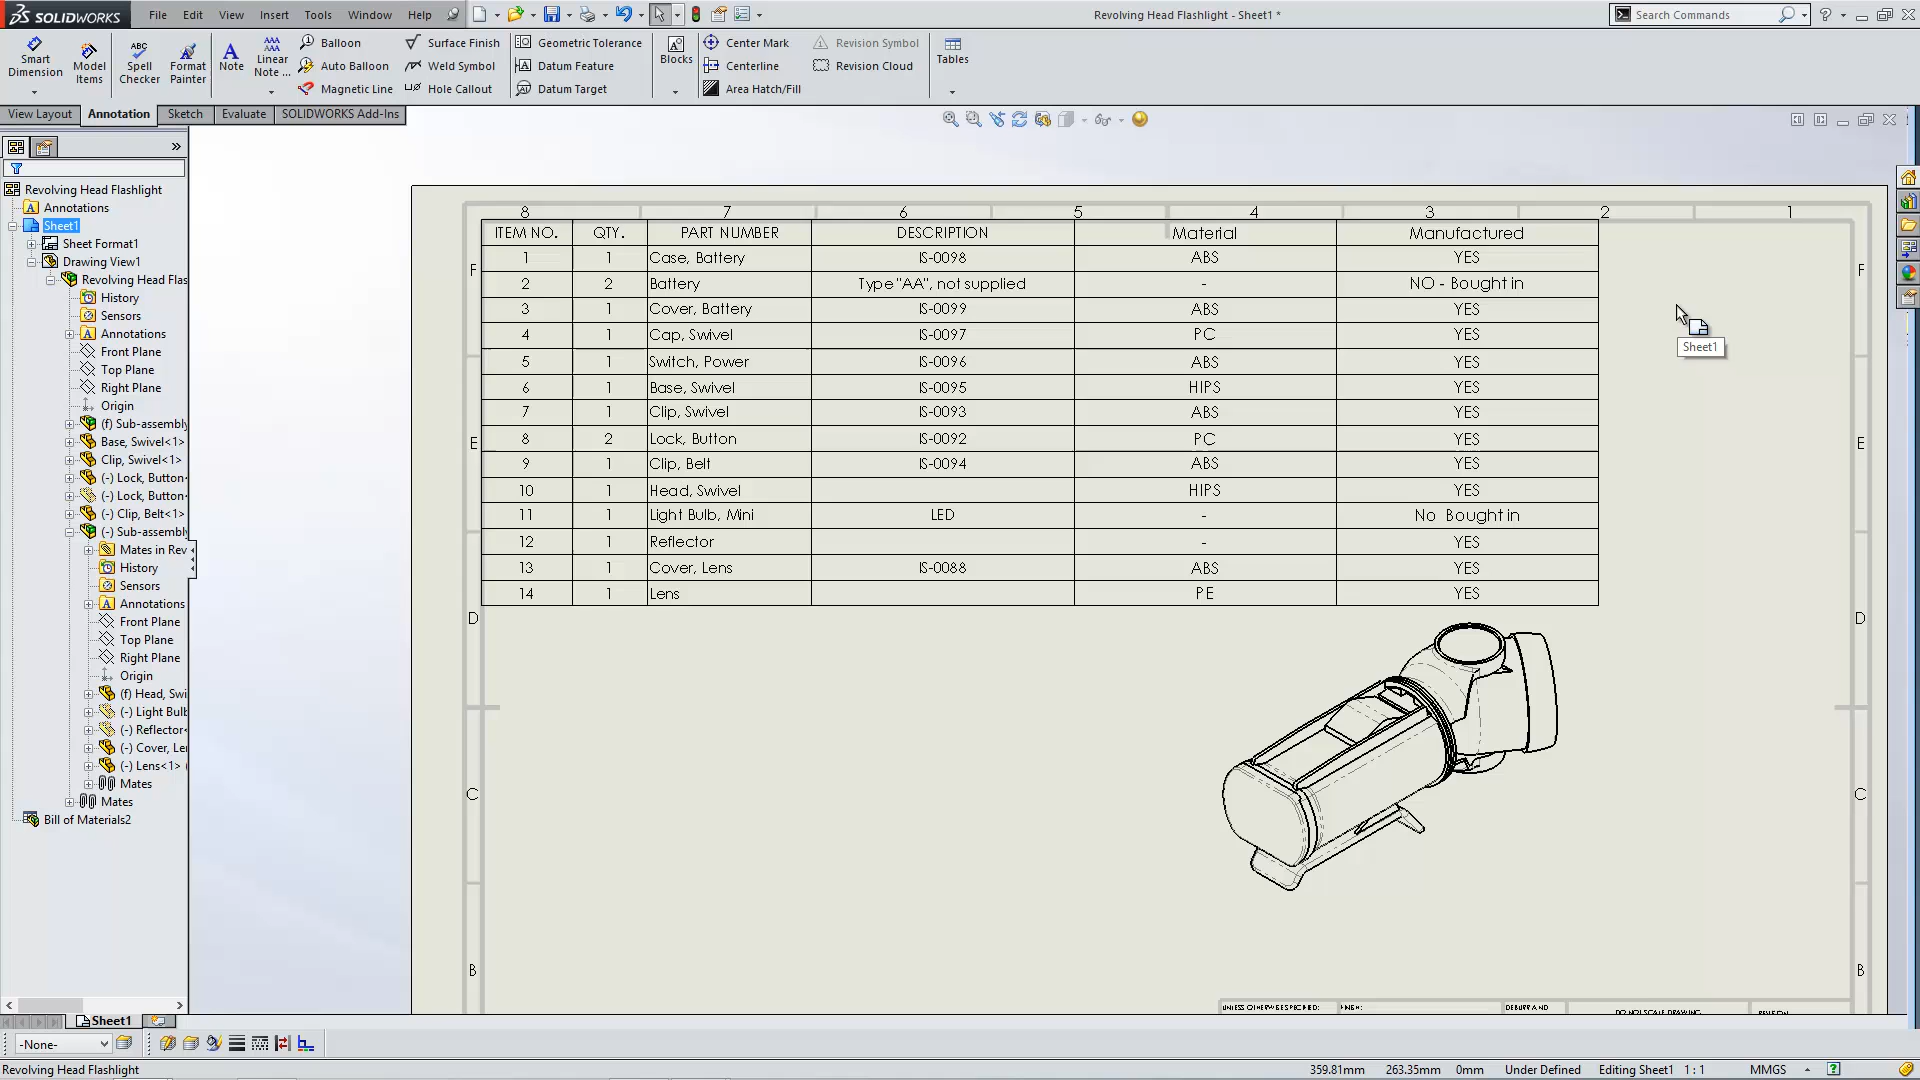 SOLIDWORKS File Edit View Insert Tools Window Help Revolving Head Flashlight - Sheet1 * Search Commands
Smart Dimension
Model Items
ABC Spell Checker
Format Painter
Note
Linear Note ...
Balloon
Auto Balloon
Magnetic Line
Surface Finish
Weld Symbol
Hole Callout
Geometric Tolerance
Datum Feature
Datum Target
Blocks
Center Mark
Centerline
Area Hatch/Fill
Revision Symbol
Revision Cloud
Tables
View Layout Annotation Sketch Evaluate SOLIDWORKS Add-Ins
Revolving Head Flashlight
Annotations
Sheet1
Sheet Format1
Drawing View1
Revolving Head Flas
History
Sensors
Annotations
Front Plane
Top Plane
Right Plane
Origin
(f) Sub-assembly
Base, Swivel<1>
Clip, Swivel<1>
(-) Lock, Button
(-) Lock, Button
(-) Clip, Belt<1>
(-) Sub-assembly
Mates in Rev
History
Sensors
Annotations
Front Plane
Top Plane
Right Plane
Origin
(f) Head, Swi
(-) Light Bulb
(-) Reflector
(-) Cover, Le
(-) Lens<1>
Mates
Mates
Bill of Materials2
8 7 6 5 4 3 2 1
F E D C B
ITEM NO. QTY. PART NUMBER DESCRIPTION Material Manufactured
1 1 Case, Battery IS-0098 ABS YES
2 2 Battery Type "AA", not supplied - NO - Bought in
3 1 Cover, Battery IS-0099 ABS YES
4 1 Cap, Swivel IS-0097 PC YES
5 1 Switch, Power IS-0096 ABS YES
6 1 Base, Swivel IS-0095 HIPS YES
7 1 Clip, Swivel IS-0093 ABS YES
8 2 Lock, Button IS-0092 PC YES
9 1 Clip, Belt IS-0094 ABS YES
10 1 Head, Swivel HIPS YES
11 1 Light Bulb, Mini LED - No Bought in
12 1 Reflector - YES
13 1 Cover, Lens IS-0088 ABS YES
14 1 Lens PE YES
F E D C B
Sheet1
UNLESS OTHERWISE SPECIFIED: FINISH: DEBURR AND DO NOT SCALE DRAWING REVISION
Sheet1
-None-
Revolving Head Flashlight 359.81mm 263.35mm 0mm Under Defined Editing Sheet1 1 : 1 MMGS